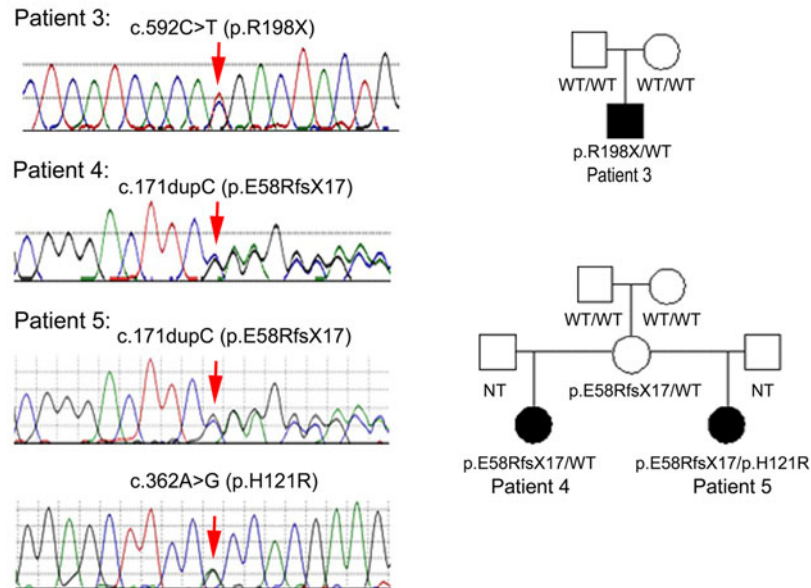 Patient 3:
c.592C>T (p.R198X)
Patient 4:
c.171dupC (p.E58RfsX17)
Patient 5:
c.171dupC (p.E58RfsX17)
c.362A>G (p.H121R)
WT/WT WT/WT
p.R198X/WT
Patient 3
WT/WT WT/WT
NT p.E58RfsX17/WT NT
p.E58RfsX17/WT p.E58RfsX17/p.H121R
Patient 4 Patient 5